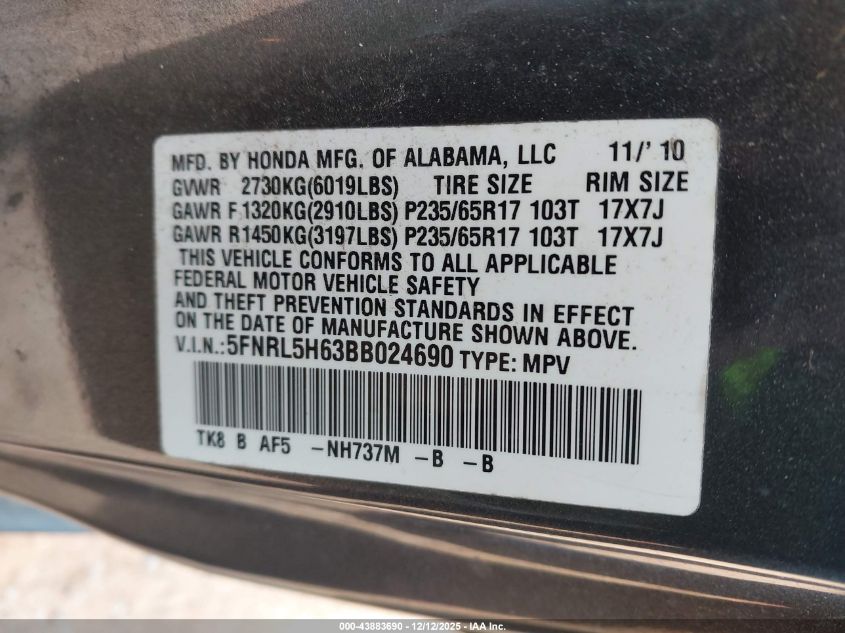 MFD. BY HONDA MFG. OF ALABAMA, LLC 11/' 10
GVWR 2730KG(6019LBS) TIRE SIZE RIM SIZE
GAWR F 1320KG(2910LBS) P235/65R17 103T 17X7J
GAWR R1450KG(3197LBS) P235/65R17 103T 17X7J
THIS VEHICLE CONFORMS TO ALL APPLICABLE
FEDERAL MOTOR VEHICLE SAFETY
AND THEFT PREVENTION STANDARDS IN EFFECT
ON THE DATE OF MANUFACTURE SHOWN ABOVE.
V.I.N.:5FNRL5H63BB024690 TYPE: MPV
TK8 B AF5 -NH737M -B -B
000-43883690 - 12/12/2025 - IAA Inc.